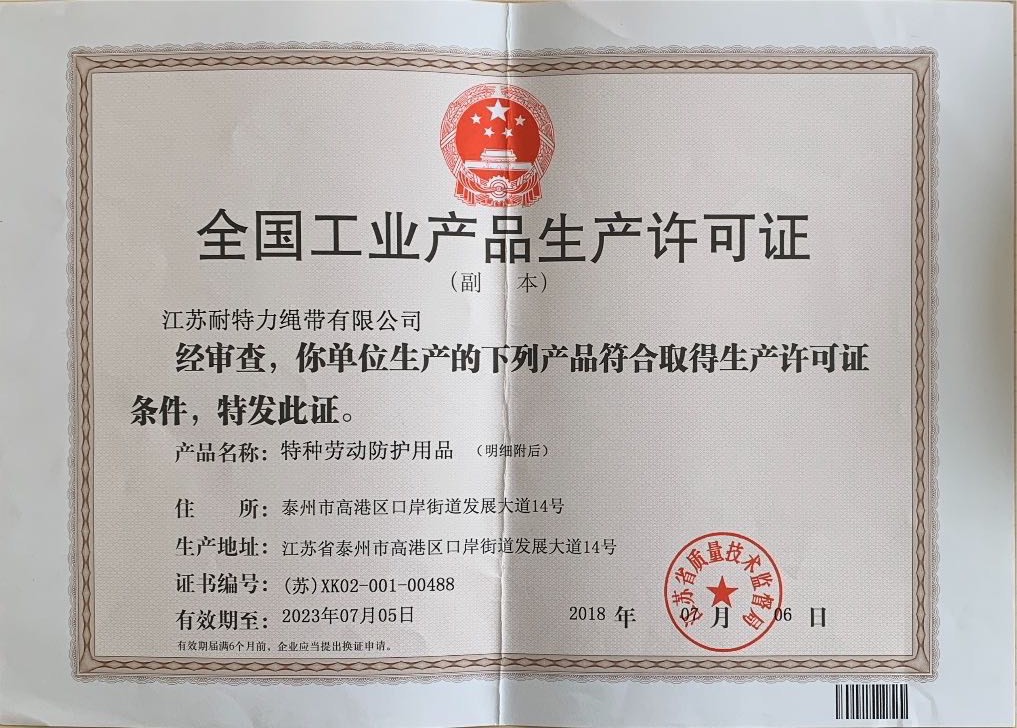 全国工业产品生产许可证
（副 本）
江苏耐特力绳带有限公司
经审查，你单位生产的下列产品符合取得生产许可证
条件，特发此证。
产品名称：特种劳动防护用品 （明细附后）
住 所：泰州市高港区口岸街道发展大道14号
生产地址：江苏省泰州市高港区口岸街道发展大道14号
证书编号：(苏)XK02-001-00488
有效期至：2023年07月05日
2018 年 07 月 06 日
江苏省质量技术监督局
有效期届满6个月前，企业应当提出换证申请。